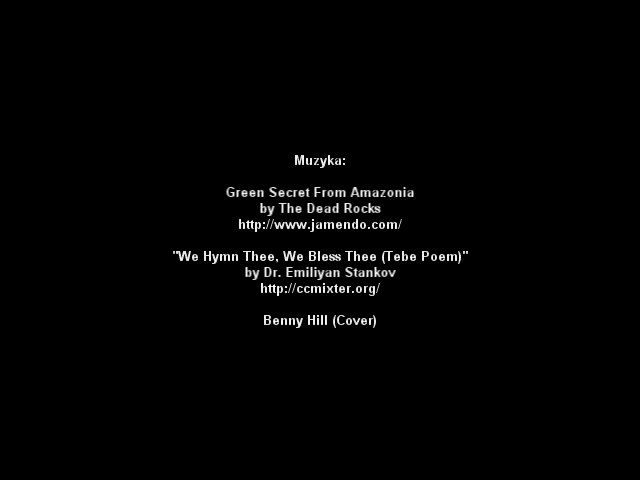 Muzyka:
Green Secret From Amazonia
by The Dead Rocks
http://www.jamendo.com/
"We Hymn Thee, We Bless Thee (Tebe Poem)"
by Dr. Emiliyan Stankov
http://ccmixter.org/
Benny Hill (Cover)